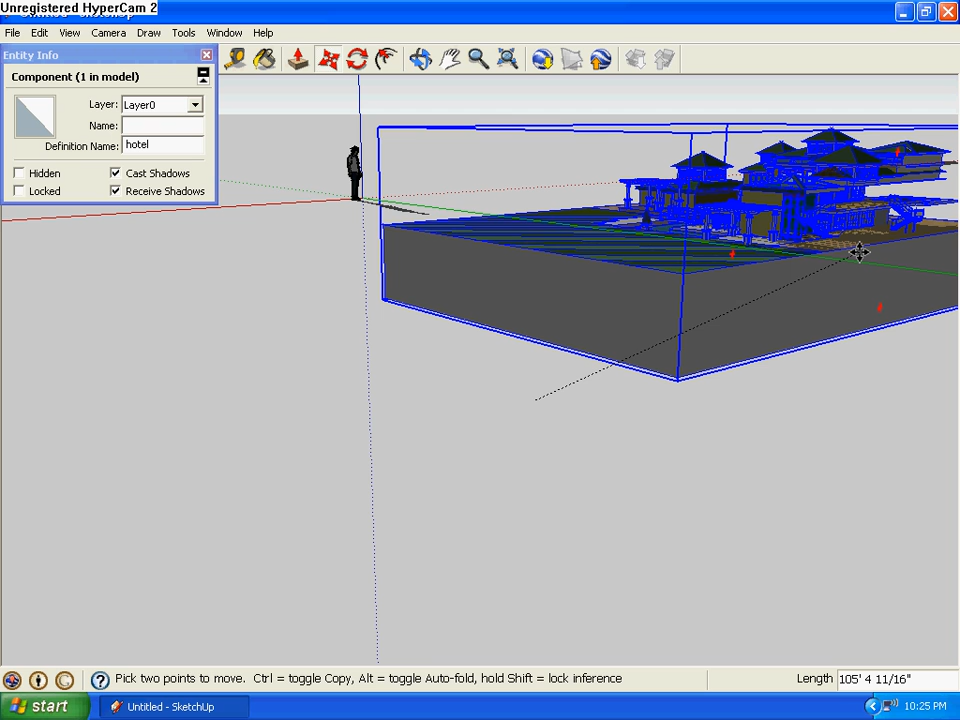 Unregistered HyperCam 2
File Edit View Camera Draw Tools Window Help
Entity Info
Component (1 in model)
Layer: Layer0
Name:
Definition Name: hotel
Hidden Cast Shadows
Locked Receive Shadows
Pick two points to move. Ctrl = toggle Copy, Alt = toggle Auto-fold, hold Shift = lock inference Length 105' 4 11/16"
start Untitled - SketchUp 10:25 PM